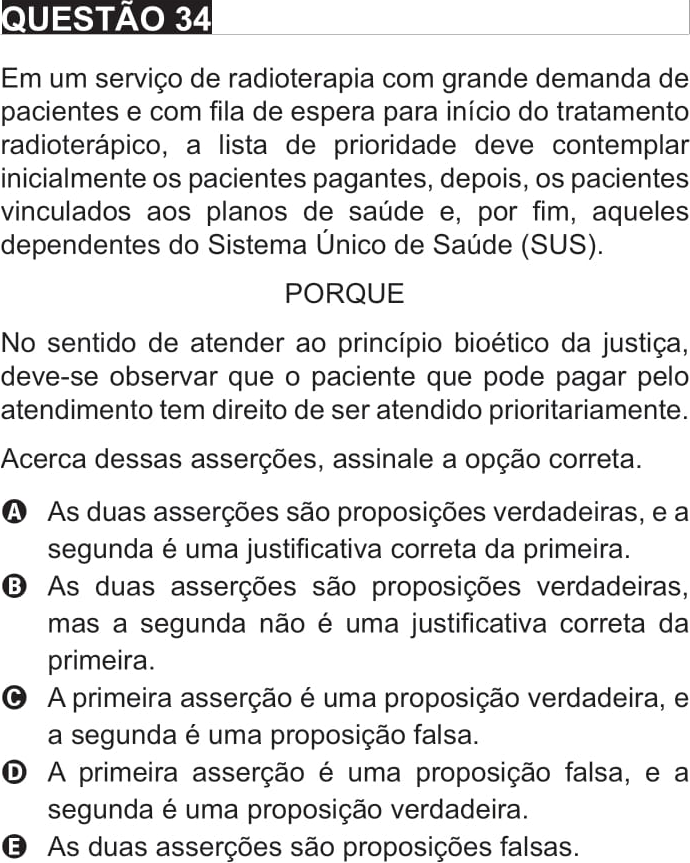 QUESTÃO 34
Em um serviço de radioterapia com grande demanda de
pacientes e com fila de espera para início do tratamento
radioterápico, a lista de prioridade deve contemplar
inicialmente os pacientes pagantes, depois, os pacientes
vinculados aos planos de saúde e, por fim, aqueles
dependentes do Sistema Único de Saúde (SUS).
PORQUE
No sentido de atender ao princípio bioético da justiça,
deve-se observar que o paciente que pode pagar pelo
atendimento tem direito de ser atendido prioritariamente.
Acerca dessas asserções, assinale a opção correta.
A As duas asserções são proposições verdadeiras, e a
segunda é uma justificativa correta da primeira.
B As duas asserções são proposições verdadeiras,
mas a segunda não é uma justificativa correta da
primeira.
C A primeira asserção é uma proposição verdadeira, e
a segunda é uma proposição falsa.
D A primeira asserção é uma proposição falsa, e a
segunda é uma proposição verdadeira.
E As duas asserções são proposições falsas.